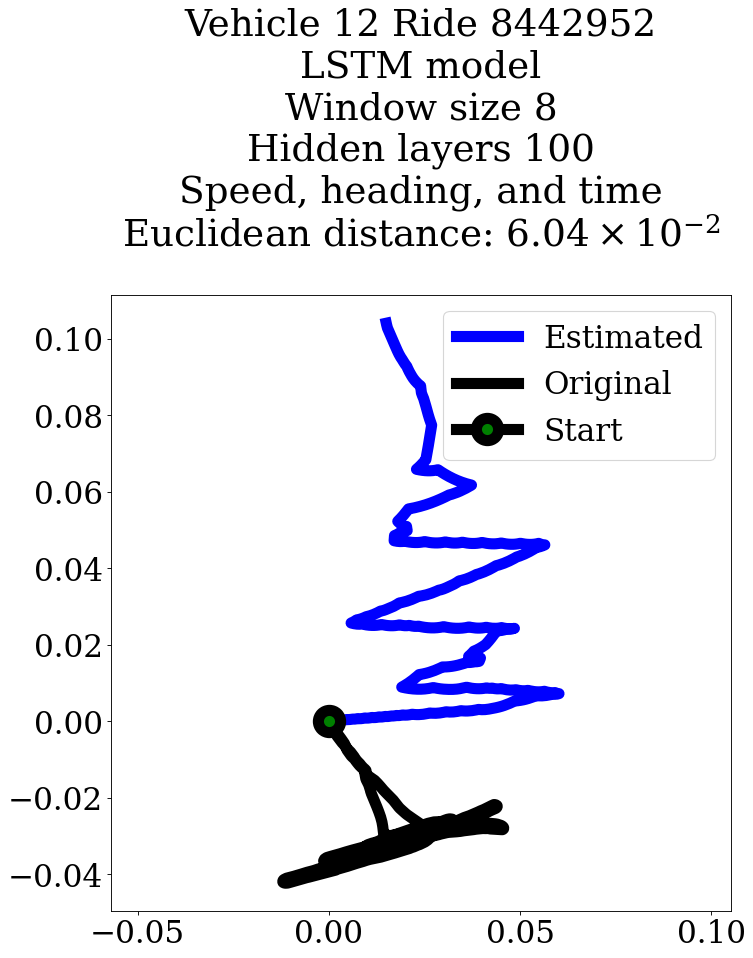 Vehicle 12 Ride 8442952
LSTM model
Window size 8
Hidden layers 100
Speed, heading, and time
Euclidean distance: 6.04 × 10⁻²
Estimated
Original
Start
0.10
0.08
0.06
0.04
0.02
0.00
−0.02
−0.04
−0.05 0.00 0.05 0.10